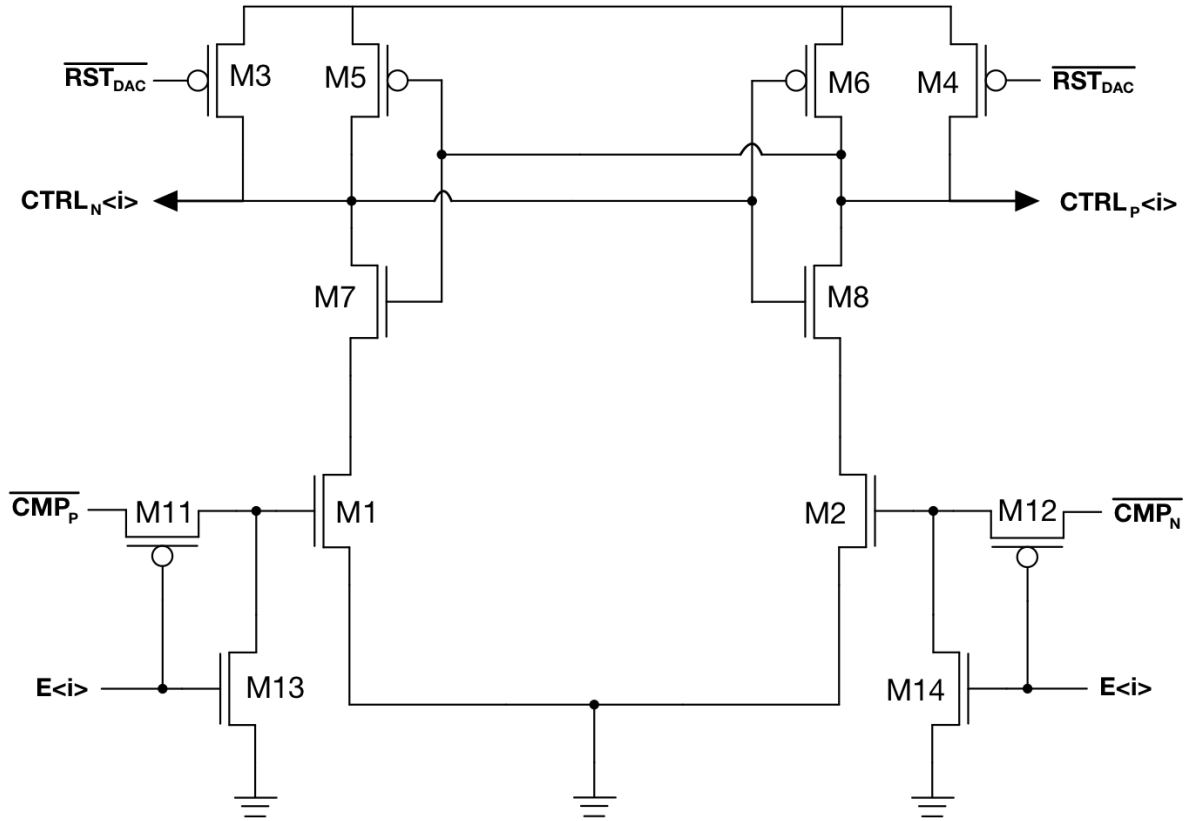 RST_DAC M3 M5 M6 M4 RST_DAC
CTRL_N<i> CTRL_P<i>
M7 M8
CMP_P M11 M1 M2 M12 CMP_N
E<i> M13 M14 E<i>